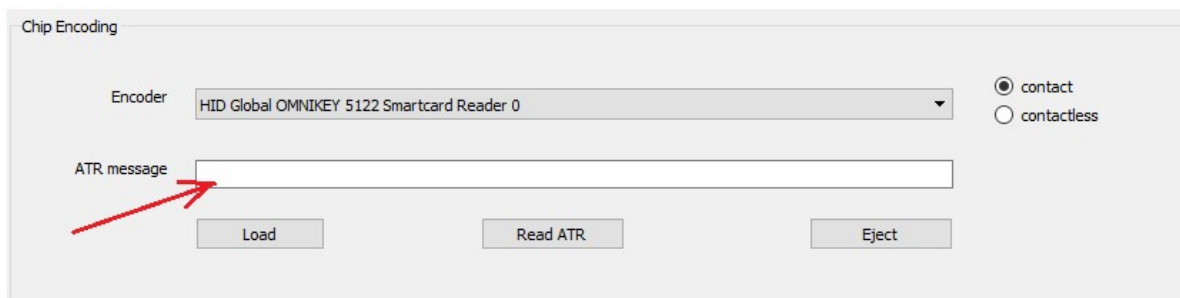 Chip Encoding
Encoder
HID Global OMNIKEY 5122 Smartcard Reader 0
contact
contactless
ATR message
Load
Read ATR
Eject